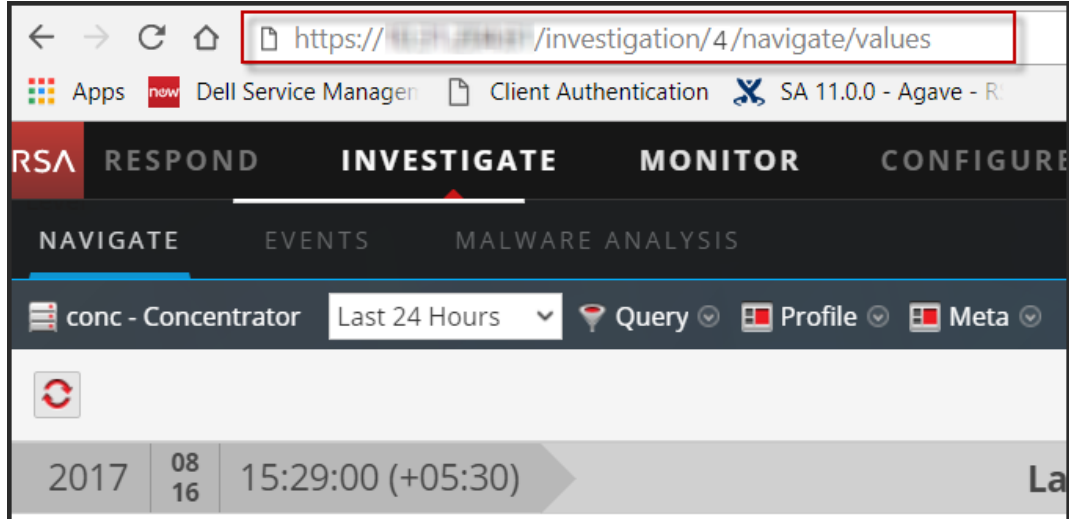 https:// /investigation/4/navigate/values
Apps now Dell Service Manager Client Authentication SA 11.0.0 - Agave - R
RSA RESPOND INVESTIGATE MONITOR CONFIGURE
NAVIGATE EVENTS MALWARE ANALYSIS
conc - Concentrator Last 24 Hours Query Profile Meta
2017 08 16 15:29:00 (+05:30) La